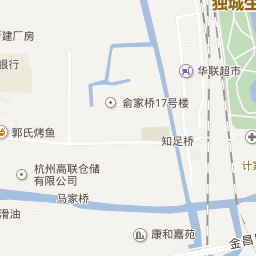 独城生
新建厂房
银行
华联超市
俞家桥17号楼
郭氏烤鱼
知足桥
杭州高联仓储
有限公司
马家桥
计家
滑油
康和嘉苑
金昌